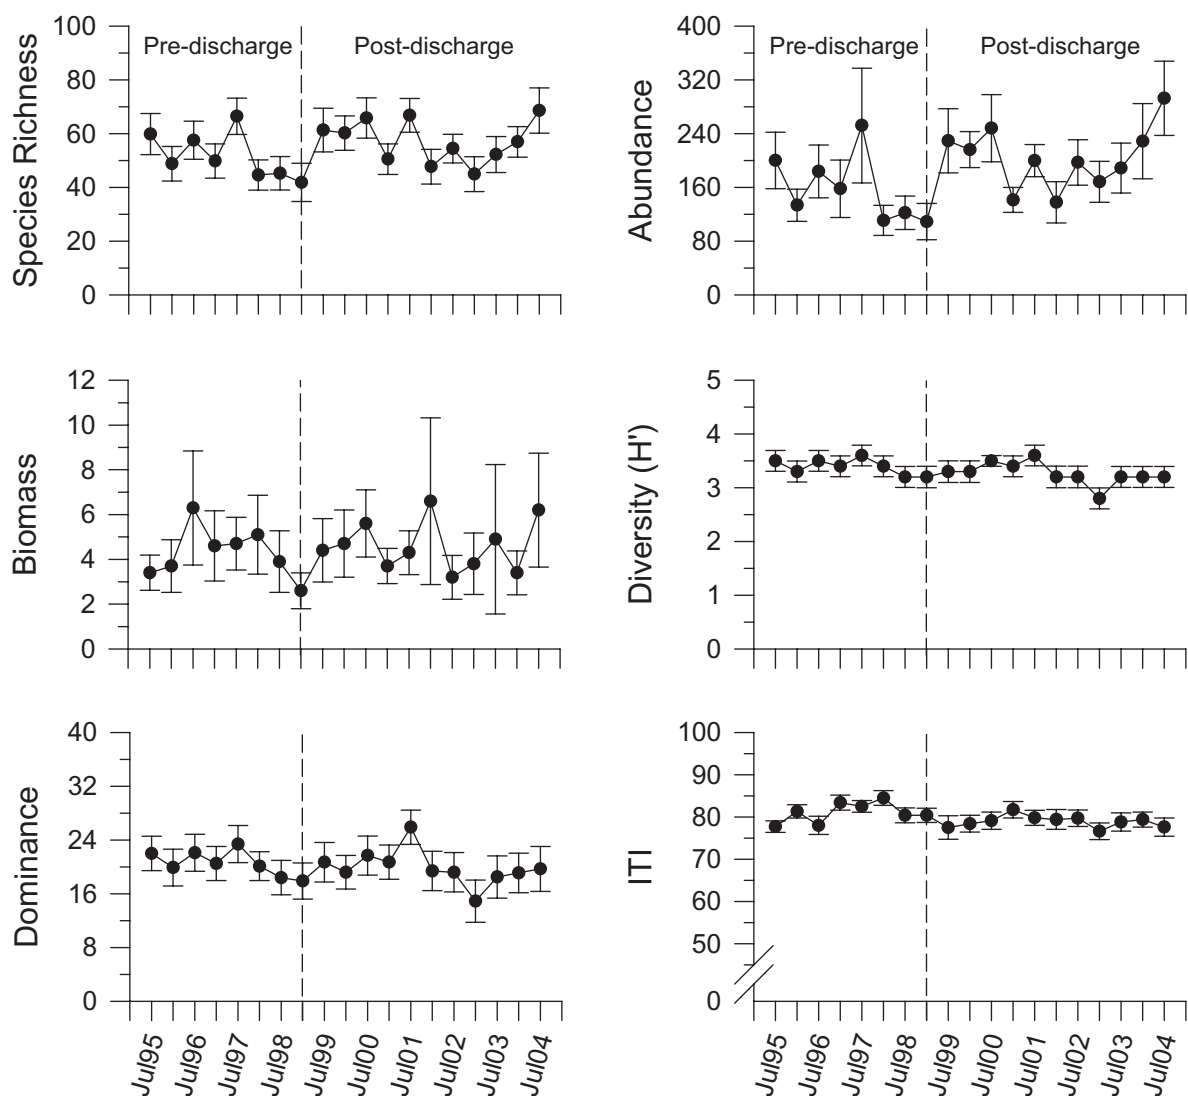 Species Richness
100
80
60
40
20
0
Pre-discharge
Post-discharge
Abundance
400
320
240
160
80
0
Pre-discharge
Post-discharge
Biomass
12
10
8
6
4
2
0
Diversity (H')
5
4
3
2
1
0
Dominance
40
32
24
16
8
0
Jul95
Jul96
Jul97
Jul98
Jul99
Jul00
Jul01
Jul02
Jul03
Jul04
ITI
100
90
80
70
60
50
0
Jul95
Jul96
Jul97
Jul98
Jul99
Jul00
Jul01
Jul02
Jul03
Jul04